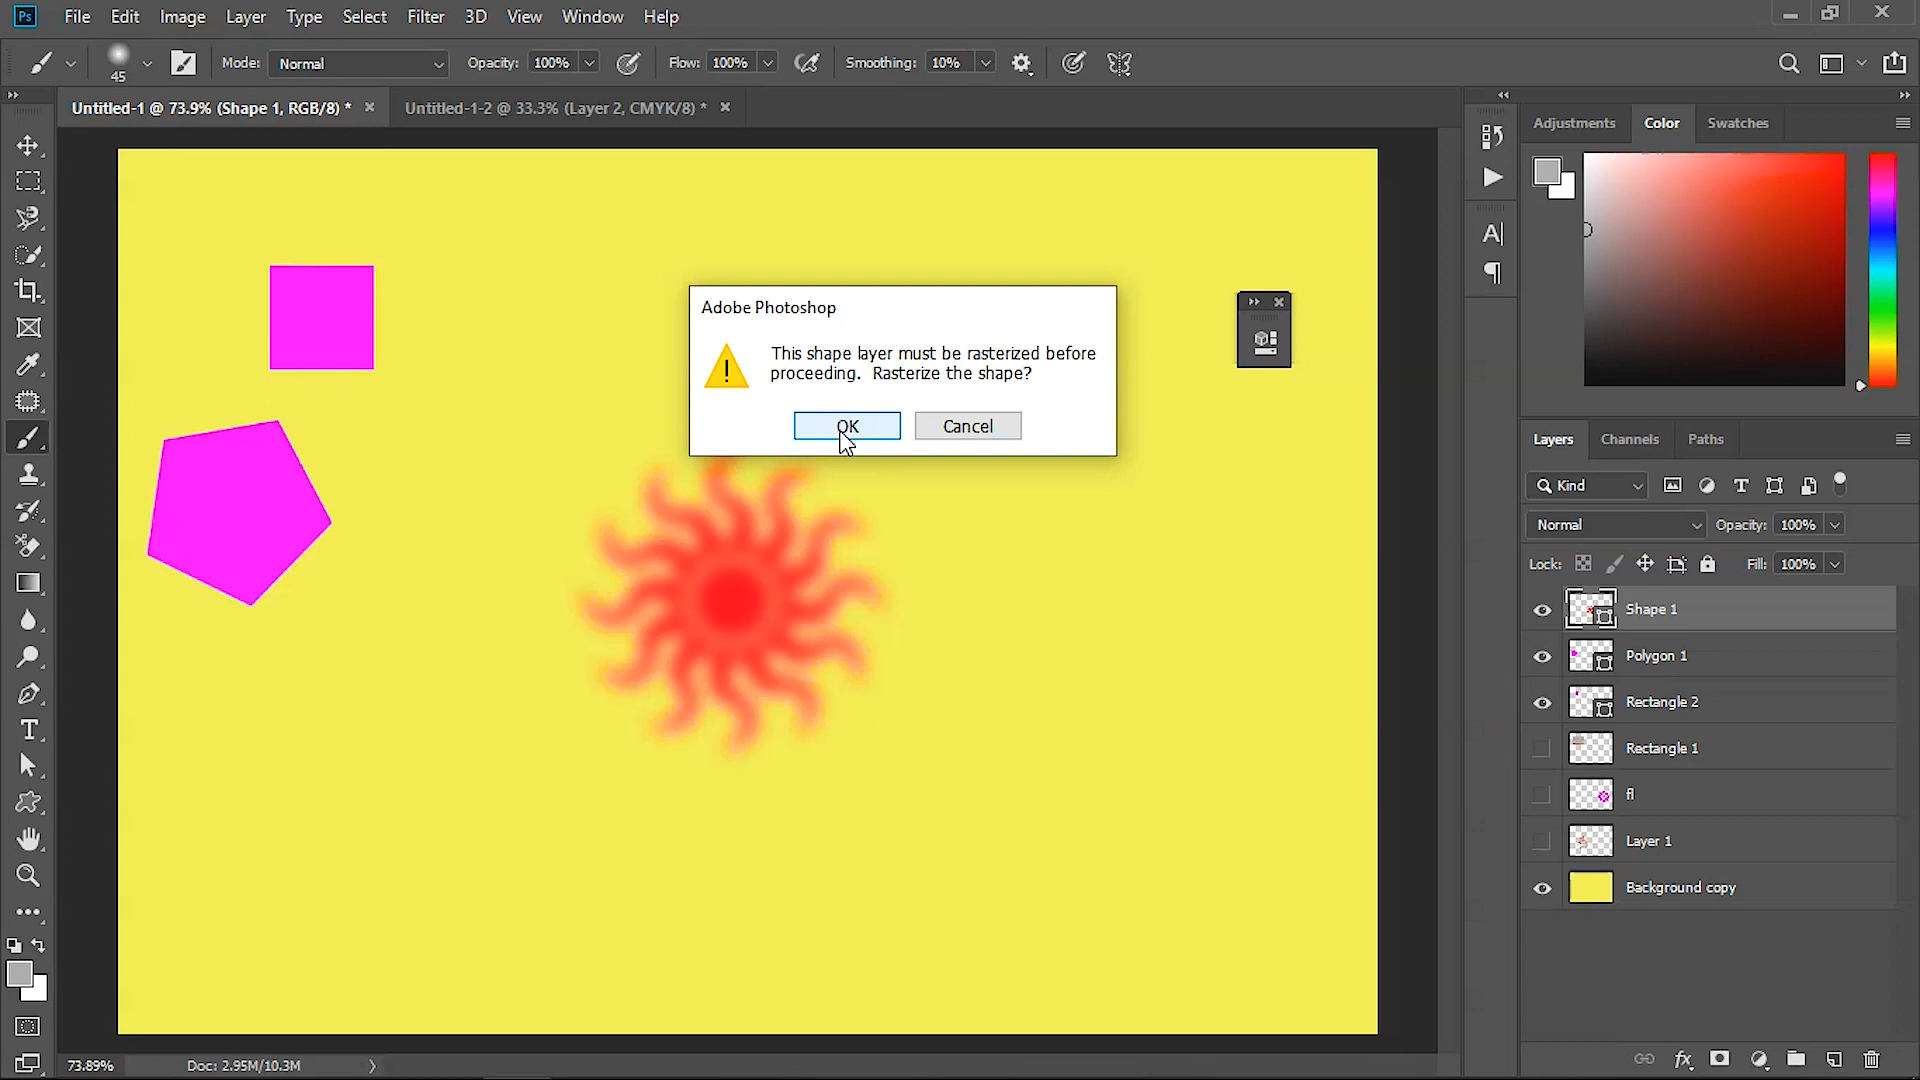 Ps File Edit Image Layer Type Select Filter 3D View Window Help
45 Mode: Normal Opacity: 100% Flow: 100% Smoothing: 10%
Untitled-1 @ 73.9% (Shape 1, RGB/8) * Untitled-1-2 @ 33.3% (Layer 2, CMYK/8) *
Adjustments Color Swatches
Adobe Photoshop
This shape layer must be rasterized before
proceeding. Rasterize the shape?
OK Cancel
Layers Channels Paths
Kind
Normal Opacity: 100%
Lock: Fill: 100%
Shape 1
Polygon 1
Rectangle 2
Rectangle 1
fl
Layer 1
Background copy
fx
73.89% Doc: 2.95M/10.3M